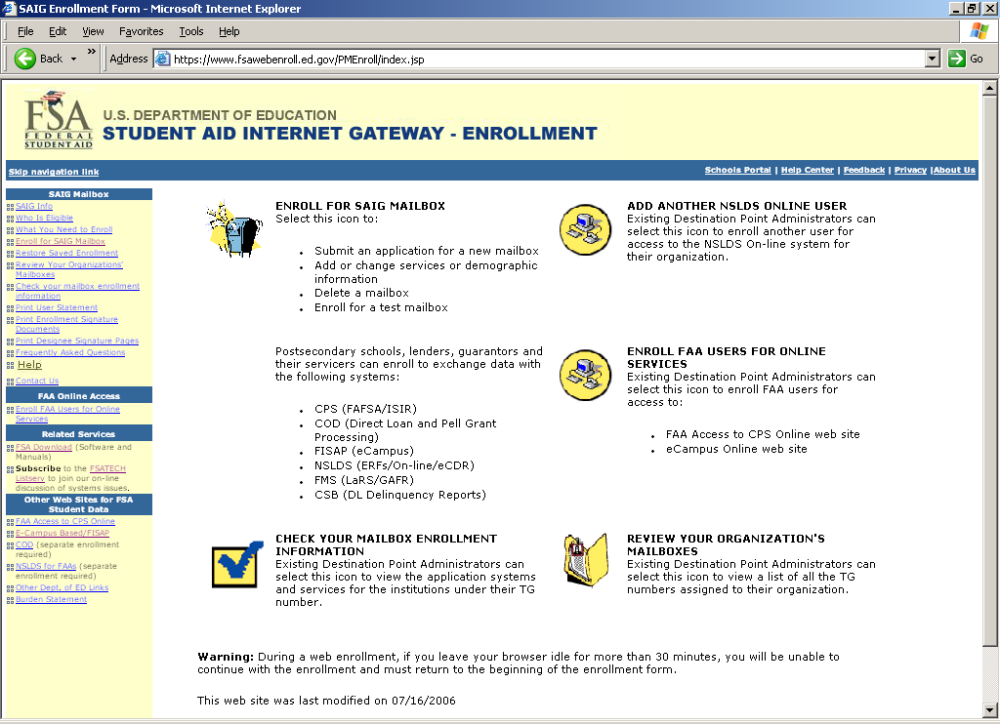 SAIG Enrollment Form - Microsoft Internet Explorer
File Edit View Favorites Tools Help
Back » Address https://www.fsawebenroll.ed.gov/PMEnroll/index.jsp Go
FSA
FEDERAL
STUDENT AID
U.S. DEPARTMENT OF EDUCATION
STUDENT AID INTERNET GATEWAY - ENROLLMENT
Skip navigation link
Schools Portal | Help Center | Feedback | Privacy |About Us
SAIG Mailbox
SAIG Info
Who Is Eligible
What You Need to Enroll
Enroll for SAIG Mailbox
Restore Saved Enrollment
Review Your Organizations'
Mailboxes
Check your mailbox enrollment
information
Print User Statement
Print Enrollment Signature
Documents
Print Designee Signature Pages
Frequently Asked Questions
Help
Contact Us
FAA Online Access
Enroll FAA Users for Online
Services
Related Services
FSA Download (Software and
Manuals)
Subscribe to the FSATECH
Listserv to join our on-line
discussion of systems issues.
Other Web Sites for FSA
Student Data
FAA Access to CPS Online
E-Campus Based/FISAP
COD (separate enrollment
required)
NSLDS for FAAs (separate
enrollment required)
Other Dept. of ED Links
Burden Statement
ENROLL FOR SAIG MAILBOX
Select this icon to:
• Submit an application for a new mailbox
• Add or change services or demographic
information
• Delete a mailbox
• Enroll for a test mailbox
ADD ANOTHER NSLDS ONLINE USER
Existing Destination Point Administrators can
select this icon to enroll another user for
access to the NSLDS On-line system for
their organization.
Postsecondary schools, lenders, guarantors and
their servicers can enroll to exchange data with
the following systems:
• CPS (FAFSA/ISIR)
• COD (Direct Loan and Pell Grant
Processing)
• FISAP (eCampus)
• NSLDS (ERFs/On-line/eCDR)
• FMS (LaRS/GAFR)
• CSB (DL Delinquency Reports)
ENROLL FAA USERS FOR ONLINE
SERVICES
Existing Destination Point Administrators can
select this icon to enroll FAA users for
access to:
• FAA Access to CPS Online web site
• eCampus Online web site
CHECK YOUR MAILBOX ENROLLMENT
INFORMATION
Existing Destination Point Administrators can
select this icon to view the application systems
and services for the institutions under their TG
number.
REVIEW YOUR ORGANIZATION'S
MAILBOXES
Existing Destination Point Administrators can
select this icon to view a list of all the TG
numbers assigned to their organization.
Warning: During a web enrollment, if you leave your browser idle for more than 30 minutes, you will be unable to
continue with the enrollment and must return to the beginning of the enrollment form.
This web site was last modified on 07/16/2006